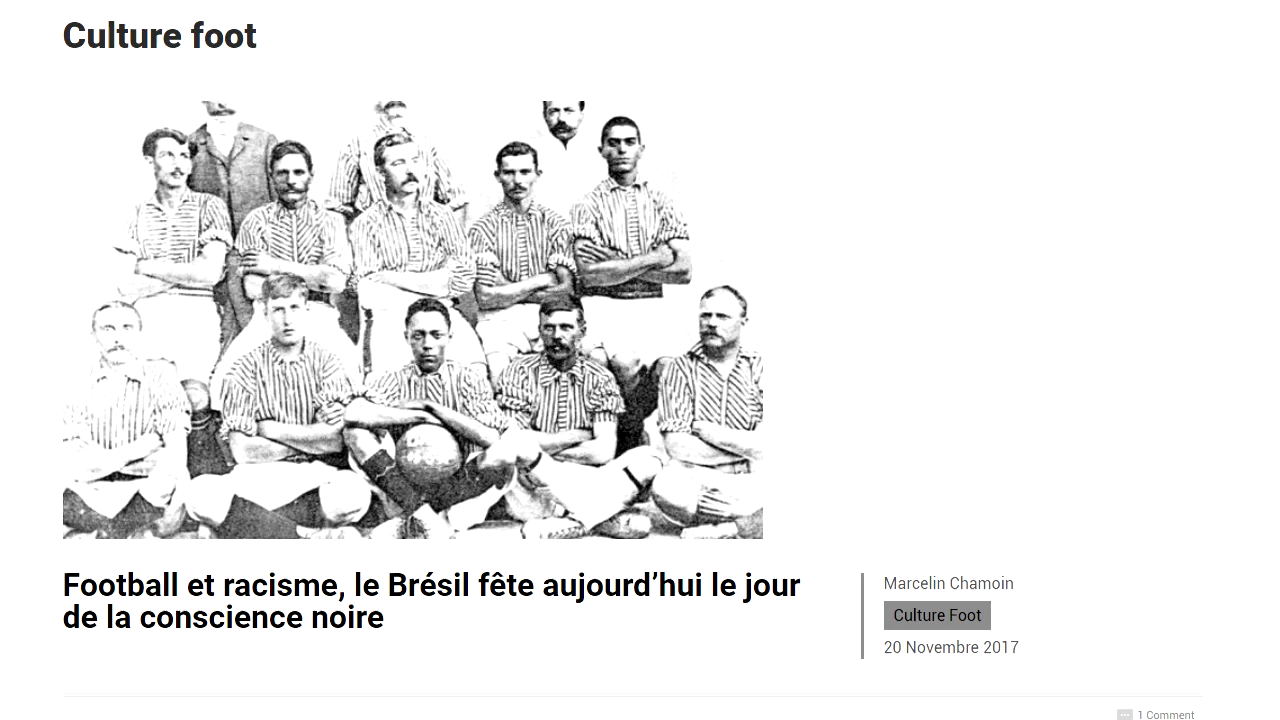 Culture foot
Football et racisme, le Brésil fête aujourd’hui le jour
de la conscience noire
Marcelin Chamoin
Culture Foot
20 Novembre 2017
1 Comment